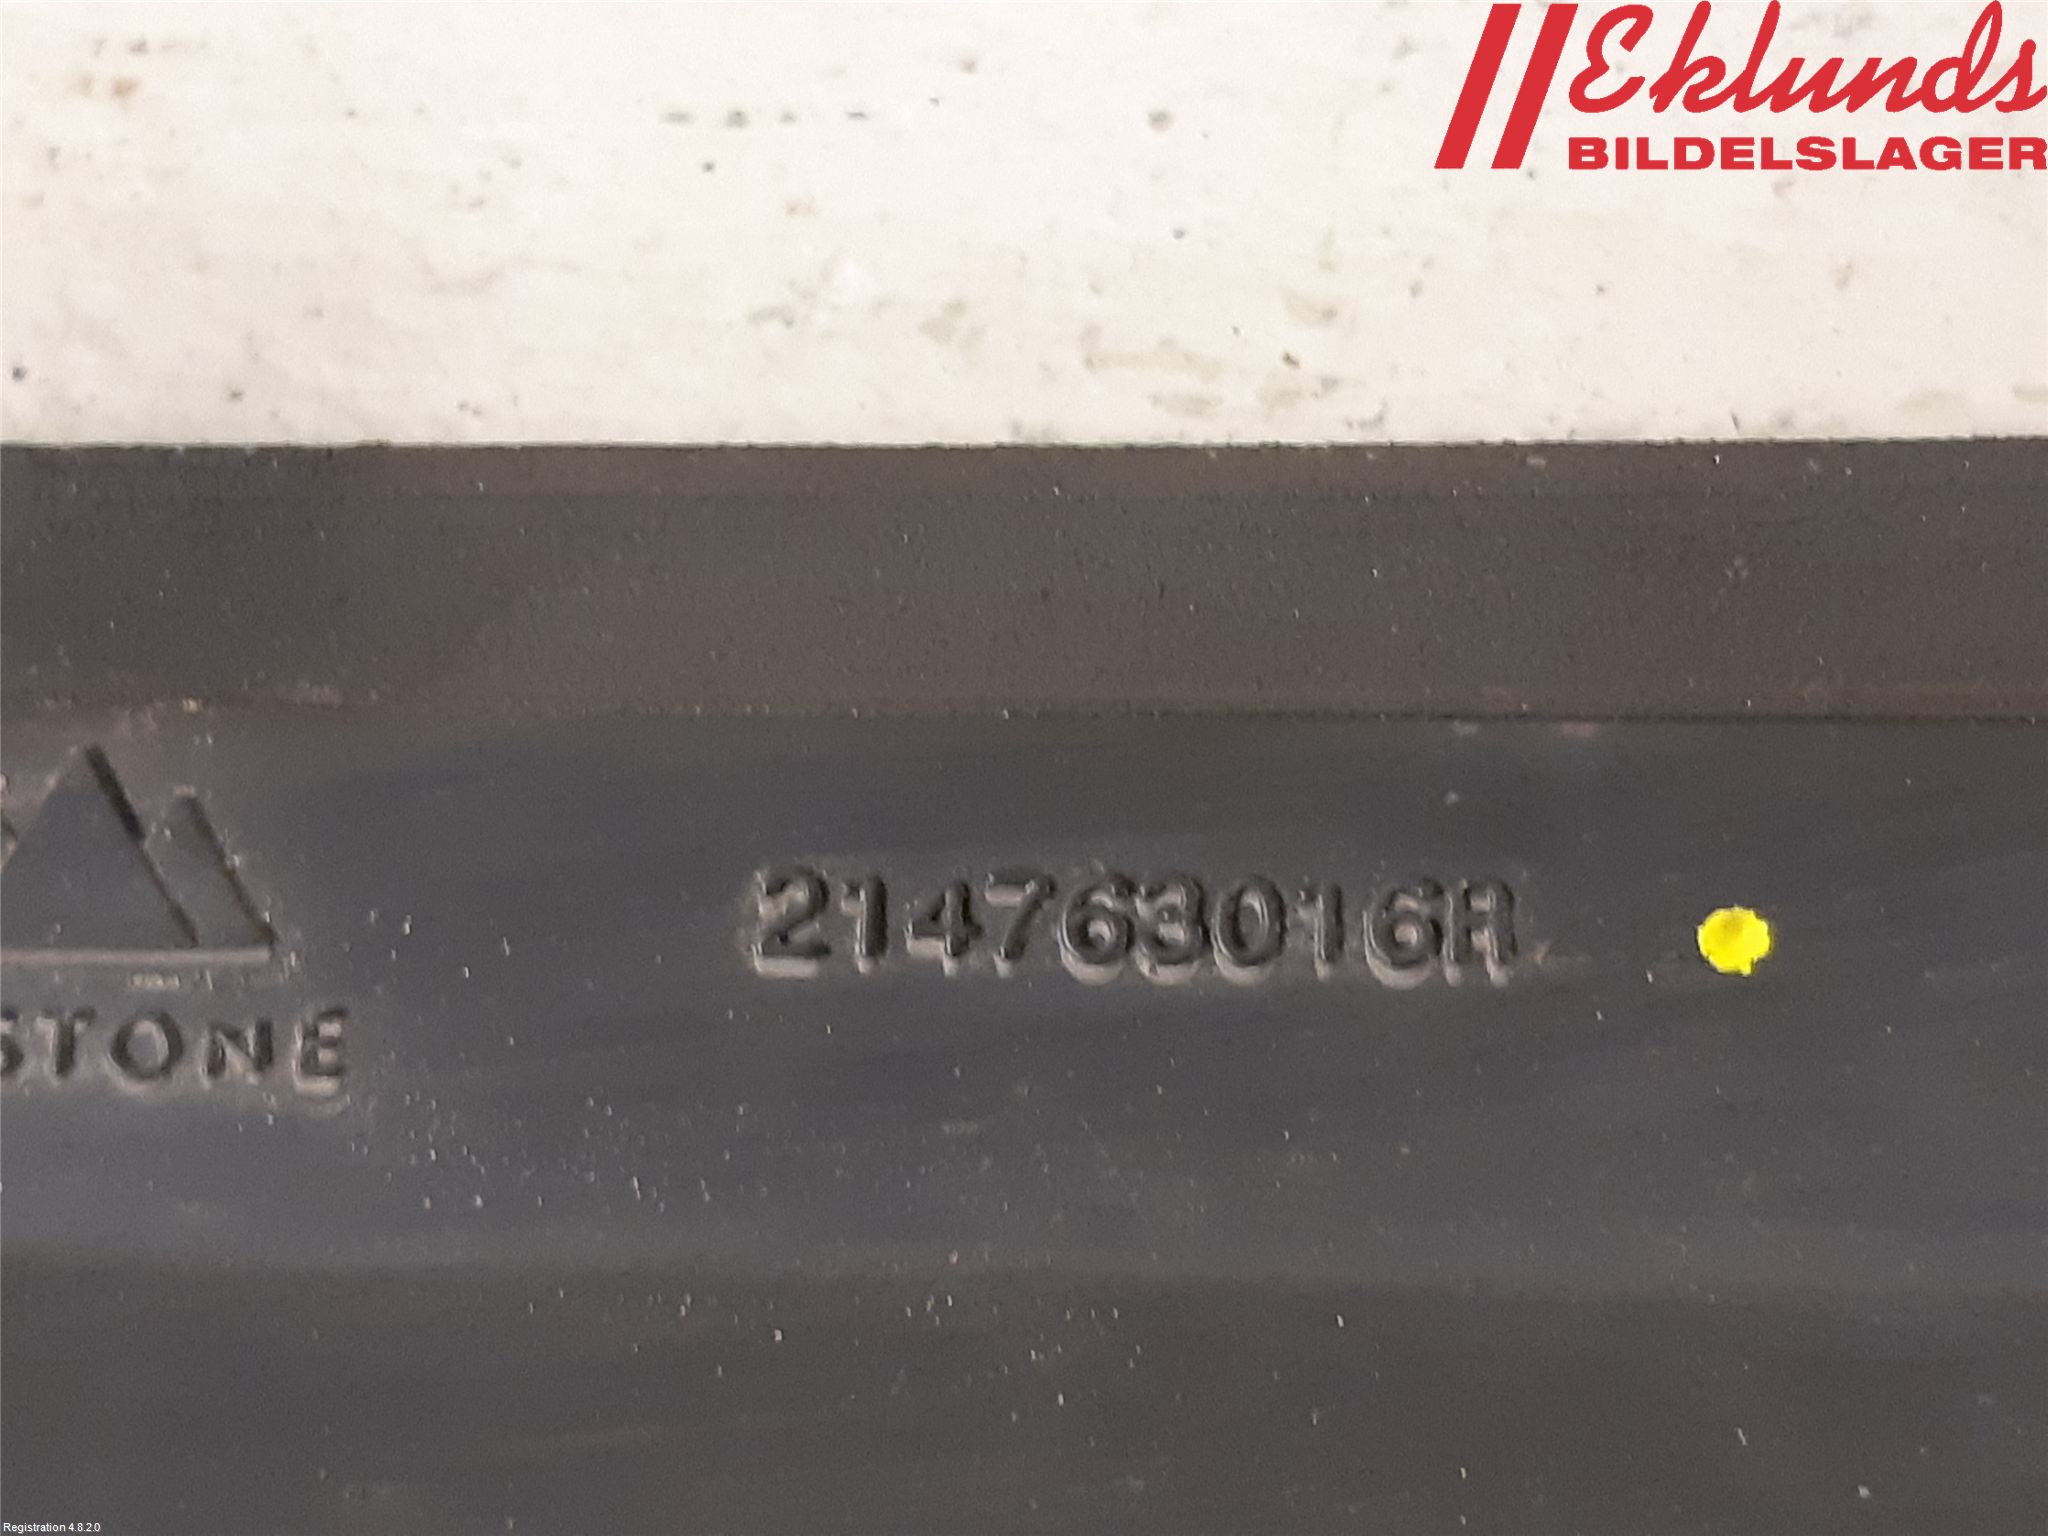 Eklunds
BILDELSLAGER
214763016R
STONE
Registration 4.8.2.0